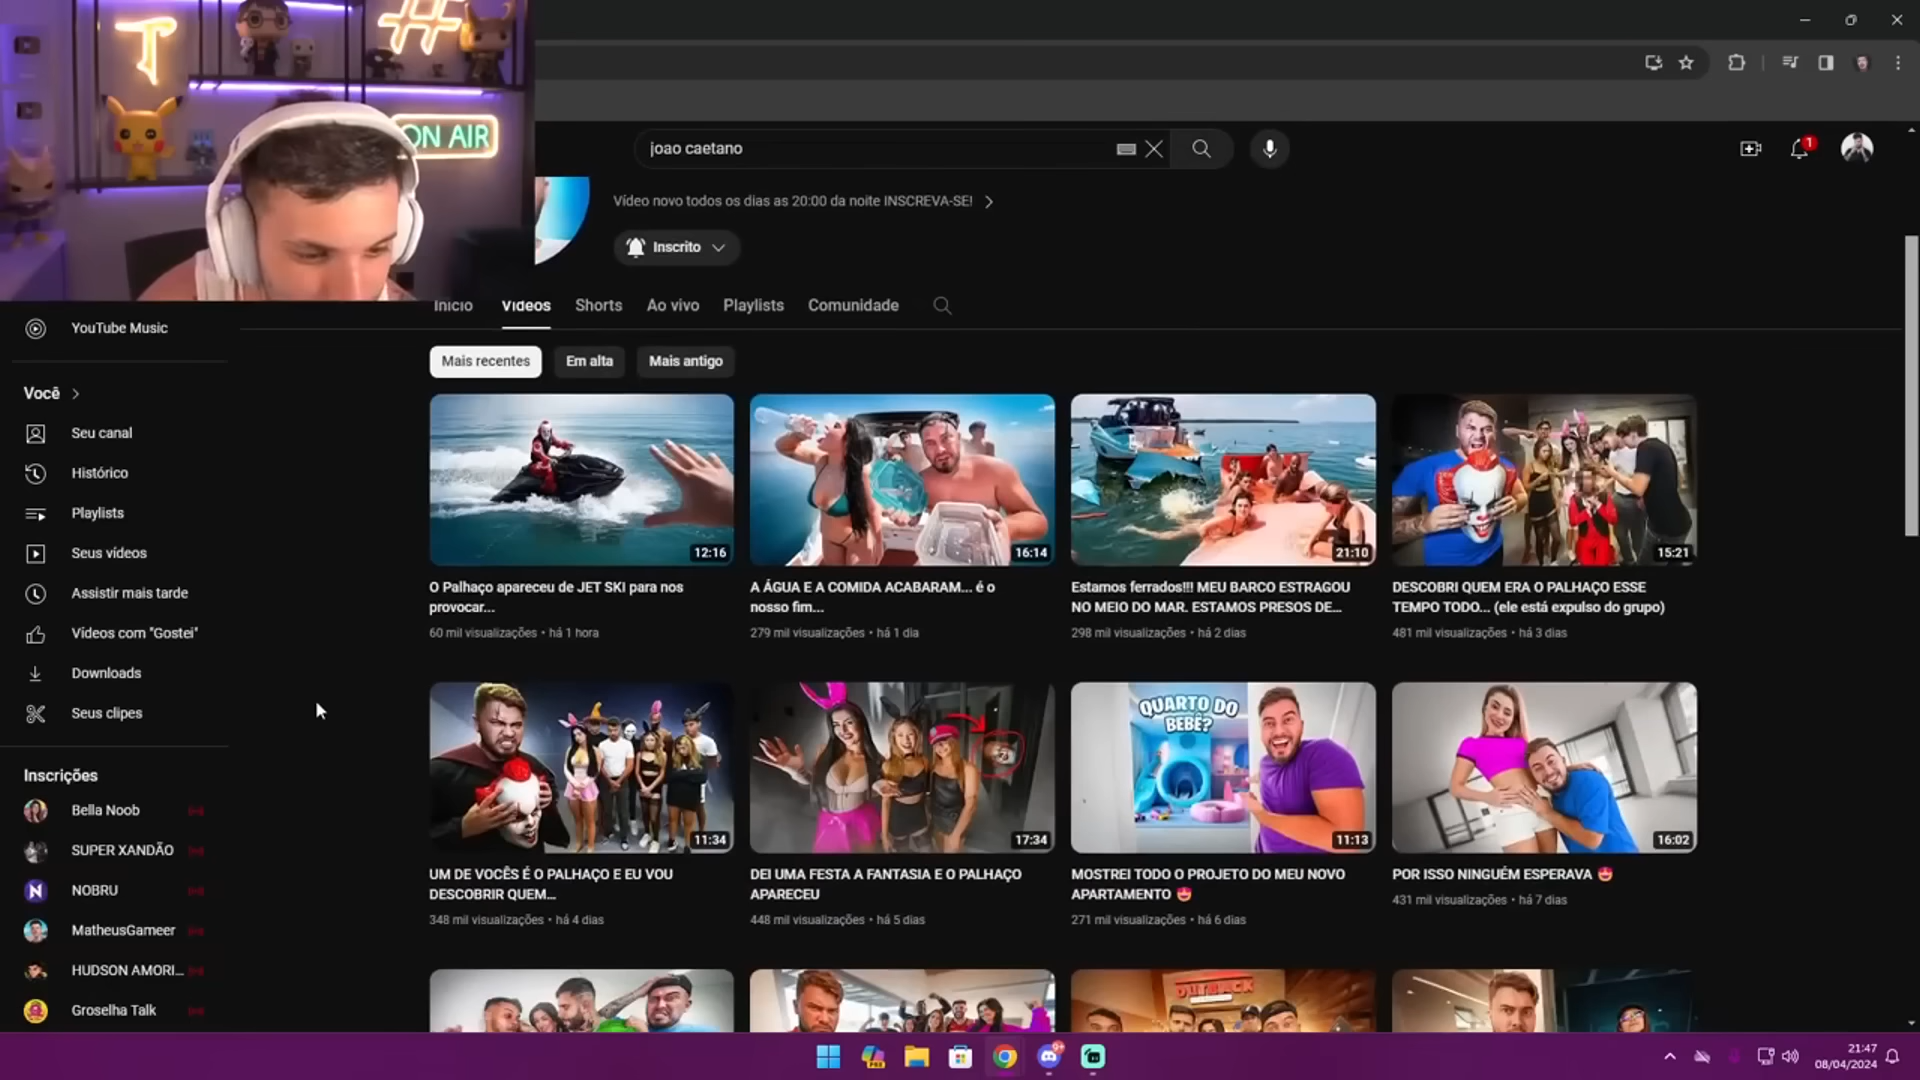 T
#
ON AIR
joao caetano
1
Vídeo novo todos os dias as 20:00 da noite INSCREVA-SE!
Inscrito
Início
Vídeos
Shorts
Ao vivo
Playlists
Comunidade
YouTube Music
Mais recentes
Em alta
Mais antigo
Você
Seu canal
Histórico
Playlists
Seus vídeos
Assistir mais tarde
Vídeos com "Gostei"
Downloads
Seus clipes
Inscrições
Bella Noob
SUPER XANDÃO
NOBRU
MatheusGameer
HUDSON AMORI...
Groselha Talk
12:16
16:14
21:10
15:21
O Palhaço apareceu de JET SKI para nos
provocar...
60 mil visualizações • há 1 hora
A ÁGUA E A COMIDA ACABARAM... é o
nosso fim...
279 mil visualizações • há 1 dia
Estamos ferrados!!! MEU BARCO ESTRAGOU
NO MEIO DO MAR. ESTAMOS PRESOS DE...
298 mil visualizações • há 2 dias
DESCOBRI QUEM ERA O PALHAÇO ESSE
TEMPO TODO... (ele está expulso do grupo)
481 mil visualizações • há 3 dias
QUARTO DO
BEBÊ?
11:34
17:34
11:13
16:02
UM DE VOCÊS É O PALHAÇO E EU VOU
DESCOBRIR QUEM...
348 mil visualizações • há 4 dias
DEI UMA FESTA A FANTASIA E O PALHAÇO
APARECEU
448 mil visualizações • há 5 dias
MOSTREI TODO O PROJETO DO MEU NOVO
APARTAMENTO 🤩
271 mil visualizações • há 6 dias
POR ISSO NINGUÉM ESPERAVA 🤩
431 mil visualizações • há 7 dias
OUTBACK
PRE
21:47
08/04/2024